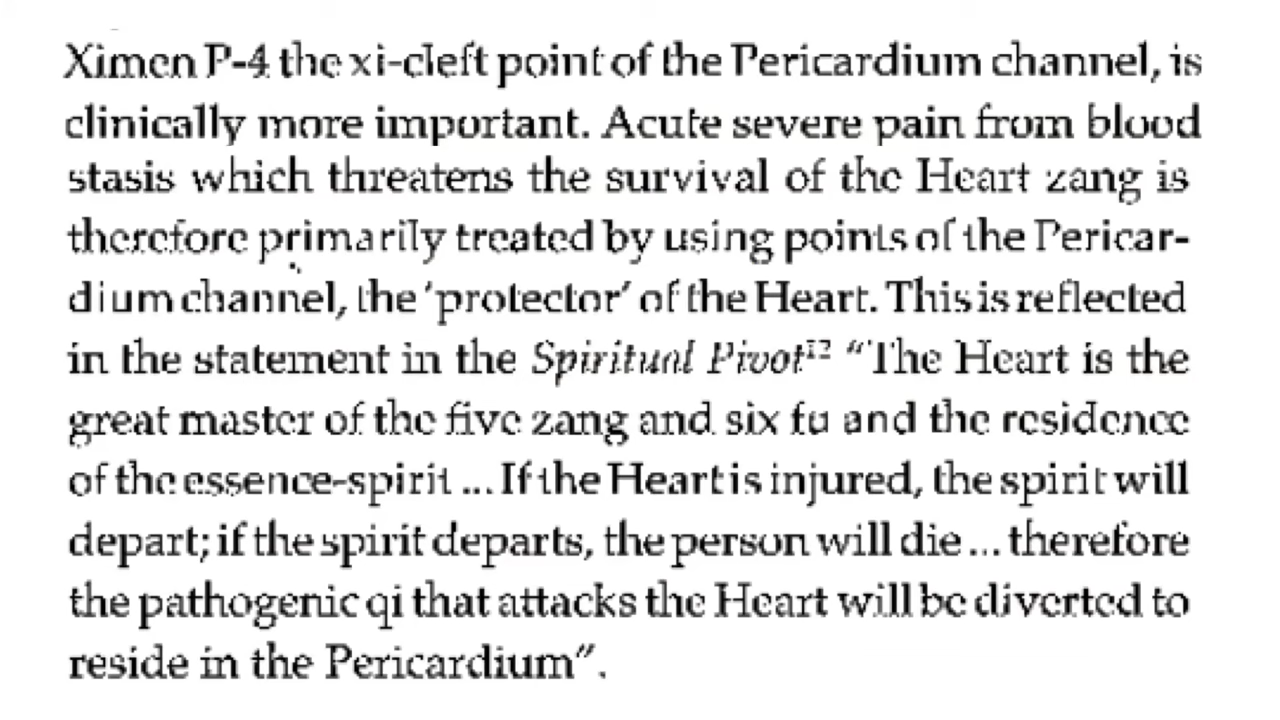 Ximen P-4 the xi-cleft point of the Pericardium channel, is
clinically more important. Acute severe pain from blood
stasis which threatens the survival of the Heart zang is
therefore primarily treated by using points of the Pericar-
dium channel, the ‘protector’ of the Heart. This is reflected
in the statement in the Spiritual Pivot¹² “The Heart is the
great master of the five zang and six fu and the residence
of the essence-spirit ... If the Heart is injured, the spirit will
depart; if the spirit departs, the person will die ... therefore
the pathogenic qi that attacks the Heart will be diverted to
reside in the Pericardium”.